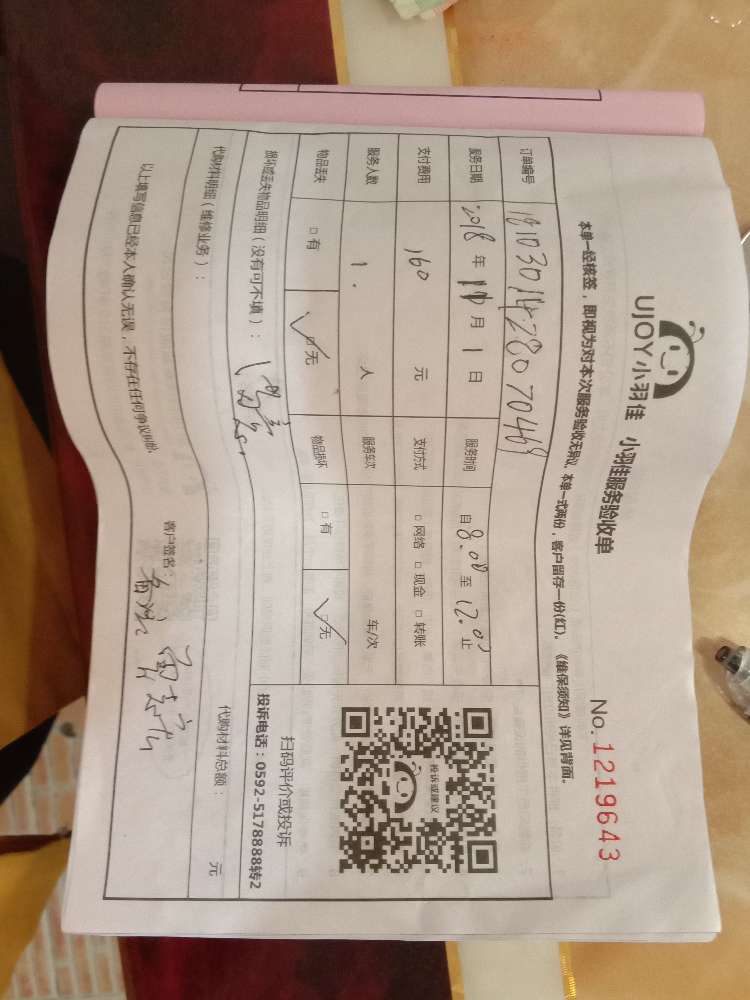 UJOY小羽佳 小羽佳服务验收单
No. 1219643
本单一经核签，即视为对本次服务验收无异议。本单一式两份，客户留存一份(红)。《维保须知》详见背面。
订单编号
服务日期 2018 年 月 1 日 服务时间 自 8.00 至 12.00 止
支付费用 160 元 支付方式 □ 网络 □ 现金 □ 转账
服务人数 1. 人 服务车次 车/次
物品丢失 □ 有 ☑ 无 物品损坏 □ 有 ☑ 无
投诉或建议
扫码评价或投诉
投诉电话：0592-5178888转2
损坏或丢失物品明细（没有可不填）：
代购材料明细（维修业务）：
代购材料总额： 元
以上填写信息已经本人确认无误，不存在任何争议纠纷。
客户签名：